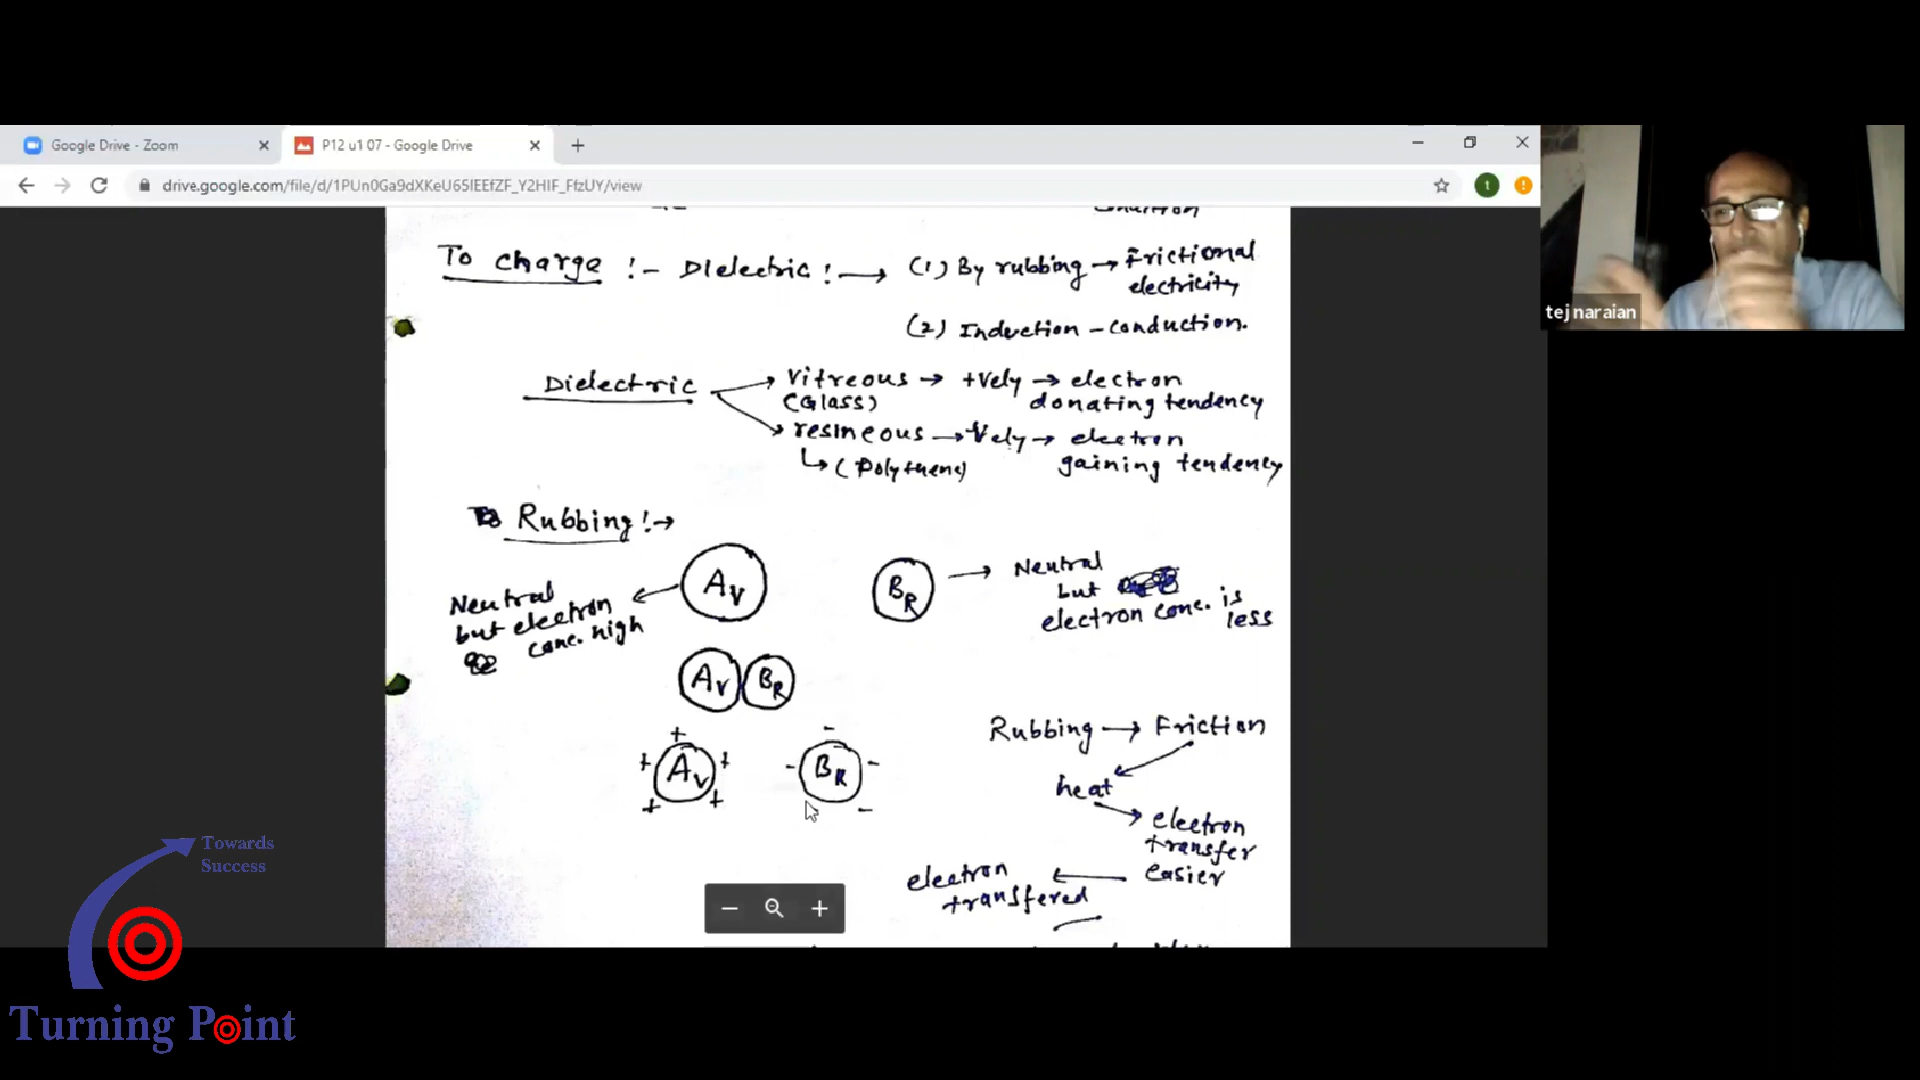 Google Drive - Zoom
P12 u1 07 - Google Drive
drive.google.com/file/d/1PUn0Ga9dXKeU65IEEfZF_Y2HIF_FfzUY/view
t
tej naraian
To charge :- Dielectric :→ (1) By rubbing → Frictional
electricity
(2) Induction - conduction.
Dielectric → Vitreous → +vely → electron
(Glass) donating tendency
→ resineous → -vely → electron
↳ (Polythene) gaining tendency
Rubbing :→
Av
BR → Neutral
but
electron conc. is
less
Neutral
but electron
conc. high
Av BR
+ + + + + Av
- - - - BR
Rubbing → Friction
heat
electron
transfer
easier
electron
transfered
Towards
Success
Turning Point